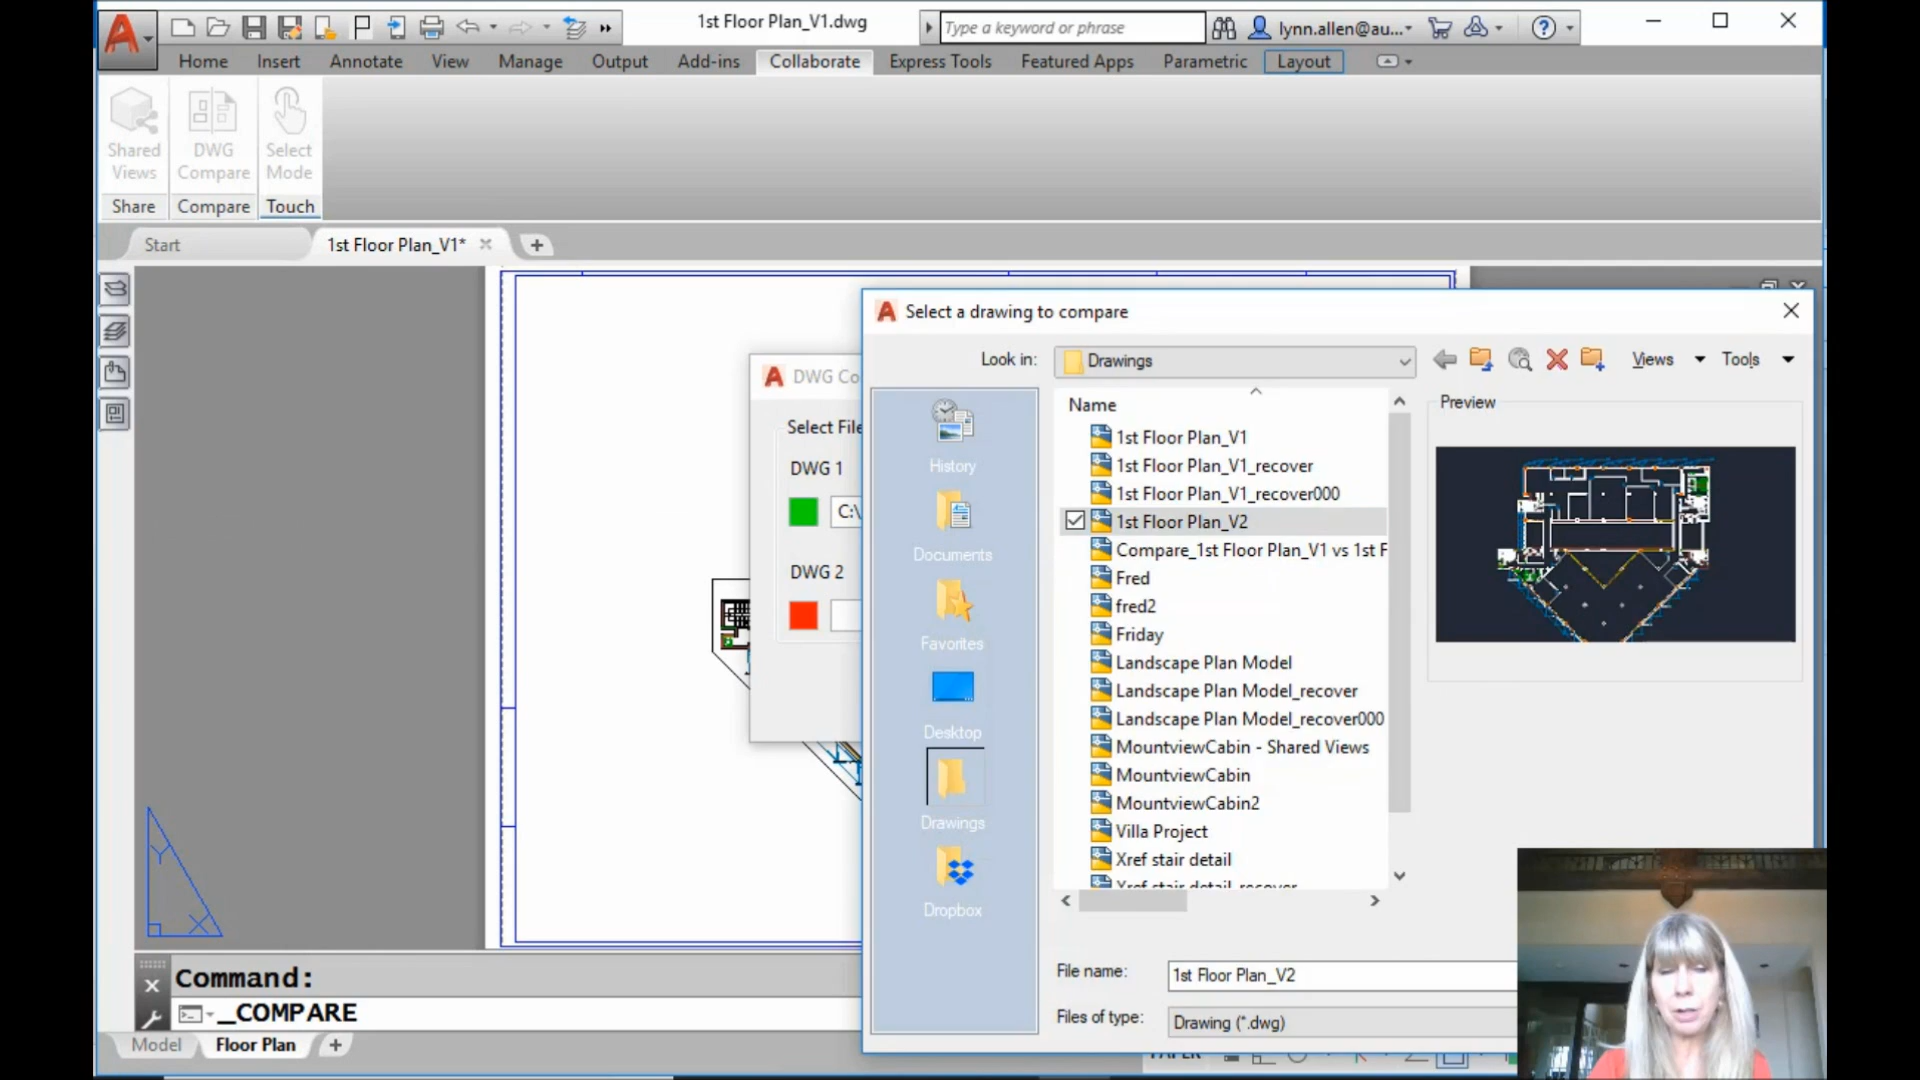 1st Floor Plan_V1.dwg
Type a keyword or phrase
lynn.allen@au...
Home
Insert
Annotate
View
Manage
Output
Add-ins
Collaborate
Express Tools
Featured Apps
Parametric
Layout
Shared
Views
DWG
Compare
Select
Mode
Share
Compare
Touch
Start
1st Floor Plan_V1*
Select a drawing to compare
Look in:
Drawings
Views
Tools
DWG Co
Select File
DWG 1
C:\
DWG 2
History
Documents
Favorites
Desktop
Drawings
Dropbox
Name
1st Floor Plan_V1
1st Floor Plan_V1_recover
1st Floor Plan_V1_recover000
1st Floor Plan_V2
Compare_1st Floor Plan_V1 vs 1st F
Fred
fred2
Friday
Landscape Plan Model
Landscape Plan Model_recover
Landscape Plan Model_recover000
MountviewCabin - Shared Views
MountviewCabin
MountviewCabin2
Villa Project
Xref stair detail
Xref stair detail_recover
Preview
File name:
1st Floor Plan_V2
Files of type:
Drawing (*.dwg)
Y
X
Command:
_COMPARE
Model
Floor Plan
PAPER